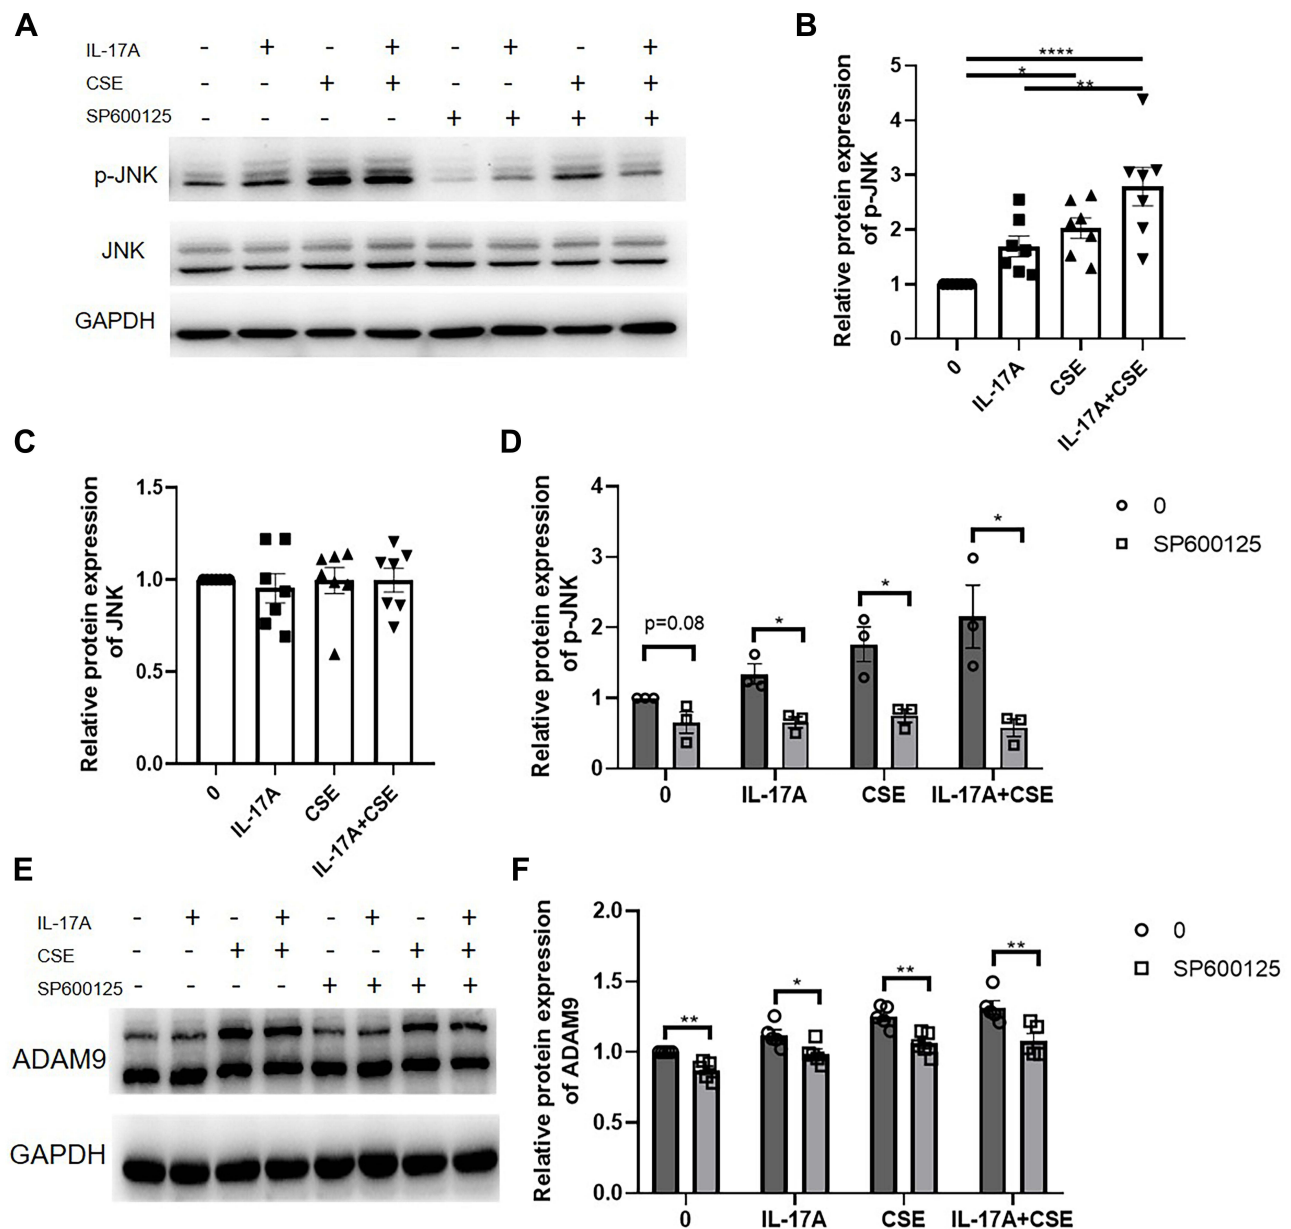 A
IL-17A - + - + - + - +
CSE - - + + - - + +
SP600125 - - - - + + + +
p-JNK
JNK
GAPDH
B
Relative protein expression
of p-JNK
5
4
3
2
1
0
****
*
**
0 IL-17A CSE IL-17A+CSE
C
Relative protein expression
of JNK
1.5
1.0
0.5
0.0
0 IL-17A CSE IL-17A+CSE
D
Relative protein expression
of p-JNK
4
3
2
1
0
p=0.08
*
*
*
0 IL-17A CSE IL-17A+CSE
0
SP600125
E
IL-17A - + - + - + - +
CSE - - + + - - + +
SP600125 - - - - + + + +
ADAM9
GAPDH
F
Relative protein expression
of ADAM9
2.0
1.5
1.0
0.5
0.0
**
*
**
**
0 IL-17A CSE IL-17A+CSE
0
SP600125